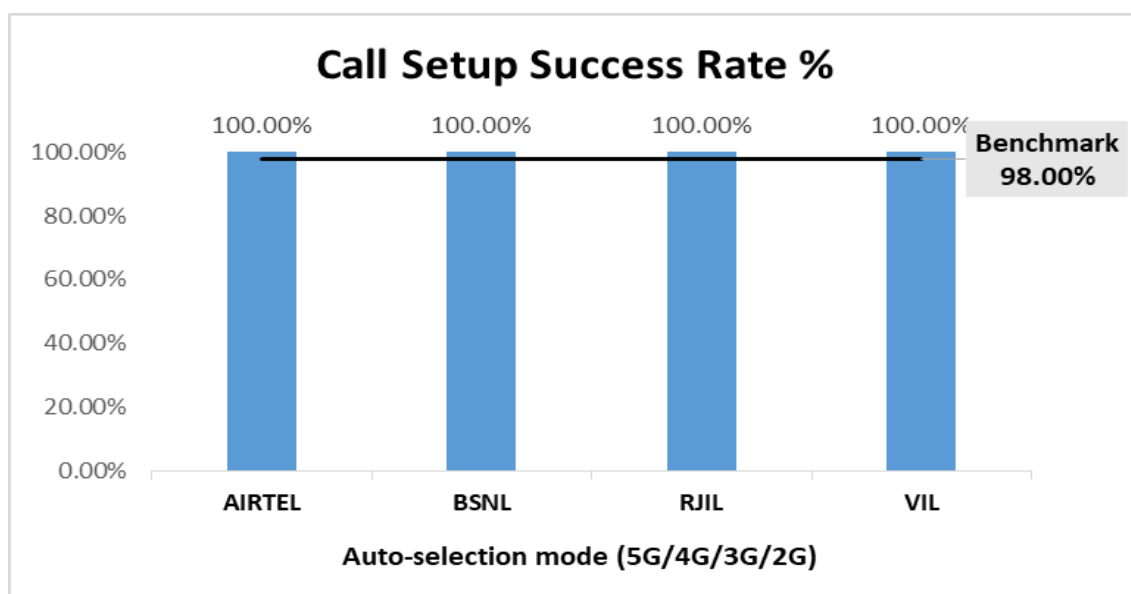 Call Setup Success Rate %
100.00% 100.00% 100.00% 100.00%
Benchmark
98.00%
100.00%
80.00%
60.00%
40.00%
20.00%
0.00%
AIRTEL BSNL RJIL VIL
Auto-selection mode (5G/4G/3G/2G)